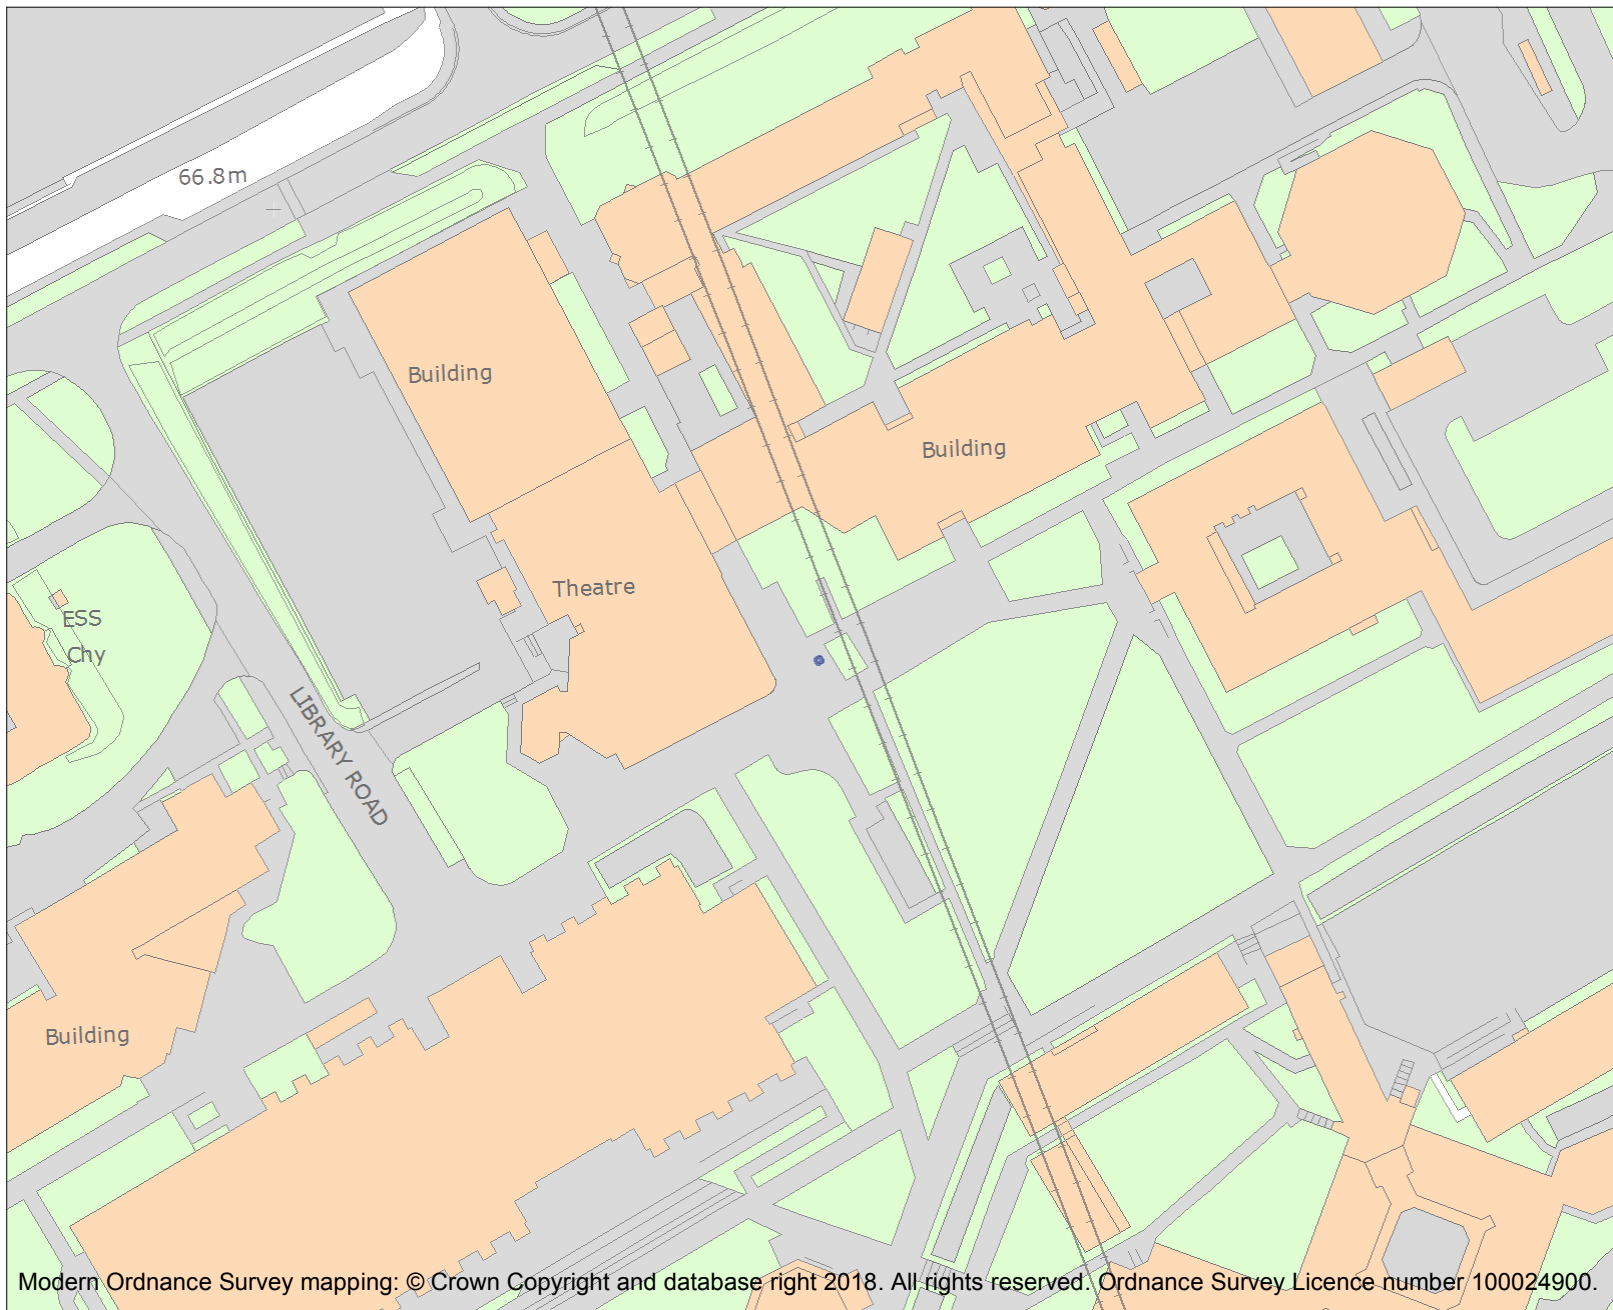 66.8m
Building
Building
Theatre
ESS
Chy
LIBRARY ROAD
Building
Modern Ordnance Survey mapping: © Crown Copyright and database right 2018. All rights reserved. Ordnance Survey Licence number 100024900.